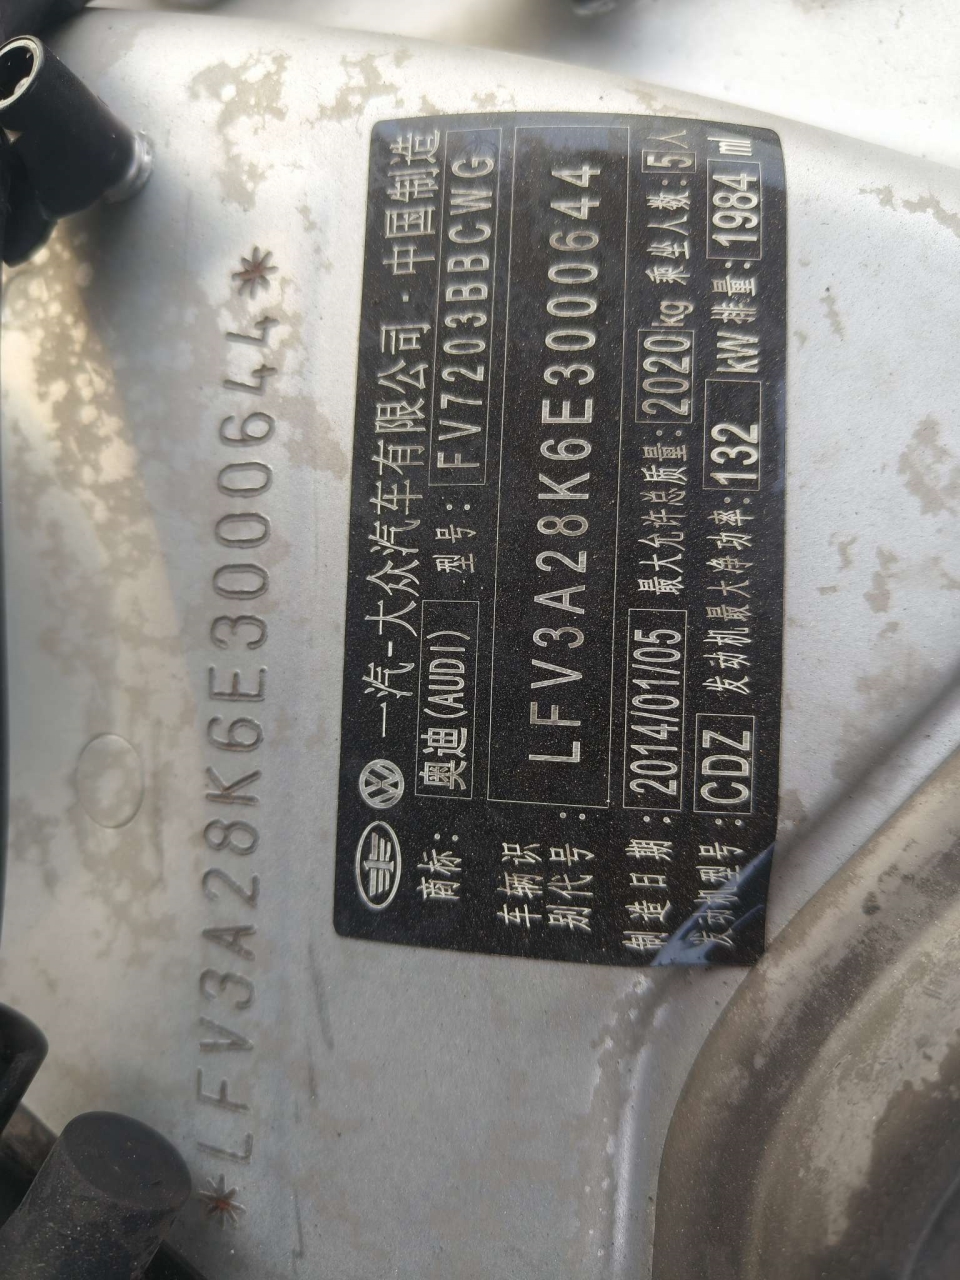 *LFV3A28K6E3000644*
一汽-大众汽车有限公司·中国制造
商标: 奥迪(AUDI) 型号: FV7203BBCWG
车辆识别代号: LFV3A28K6E3000644
制造日期: 2014/01/05 最大允许总质量: 2020kg 乘坐人数: 5人
发动机型号: CDZ 发动机最大净功率: 132 kW 排量: 1984 ml